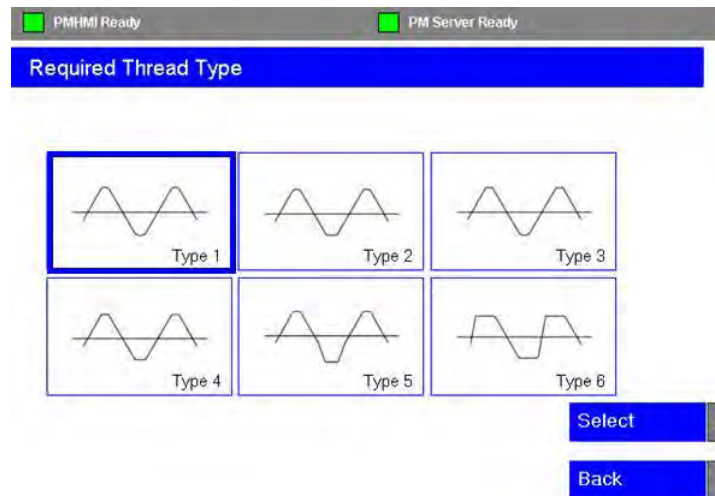 PMHMI Ready
PM Server Ready
Required Thread Type
Type 1
Type 2
Type 3
Type 4
Type 5
Type 6
Select
Back